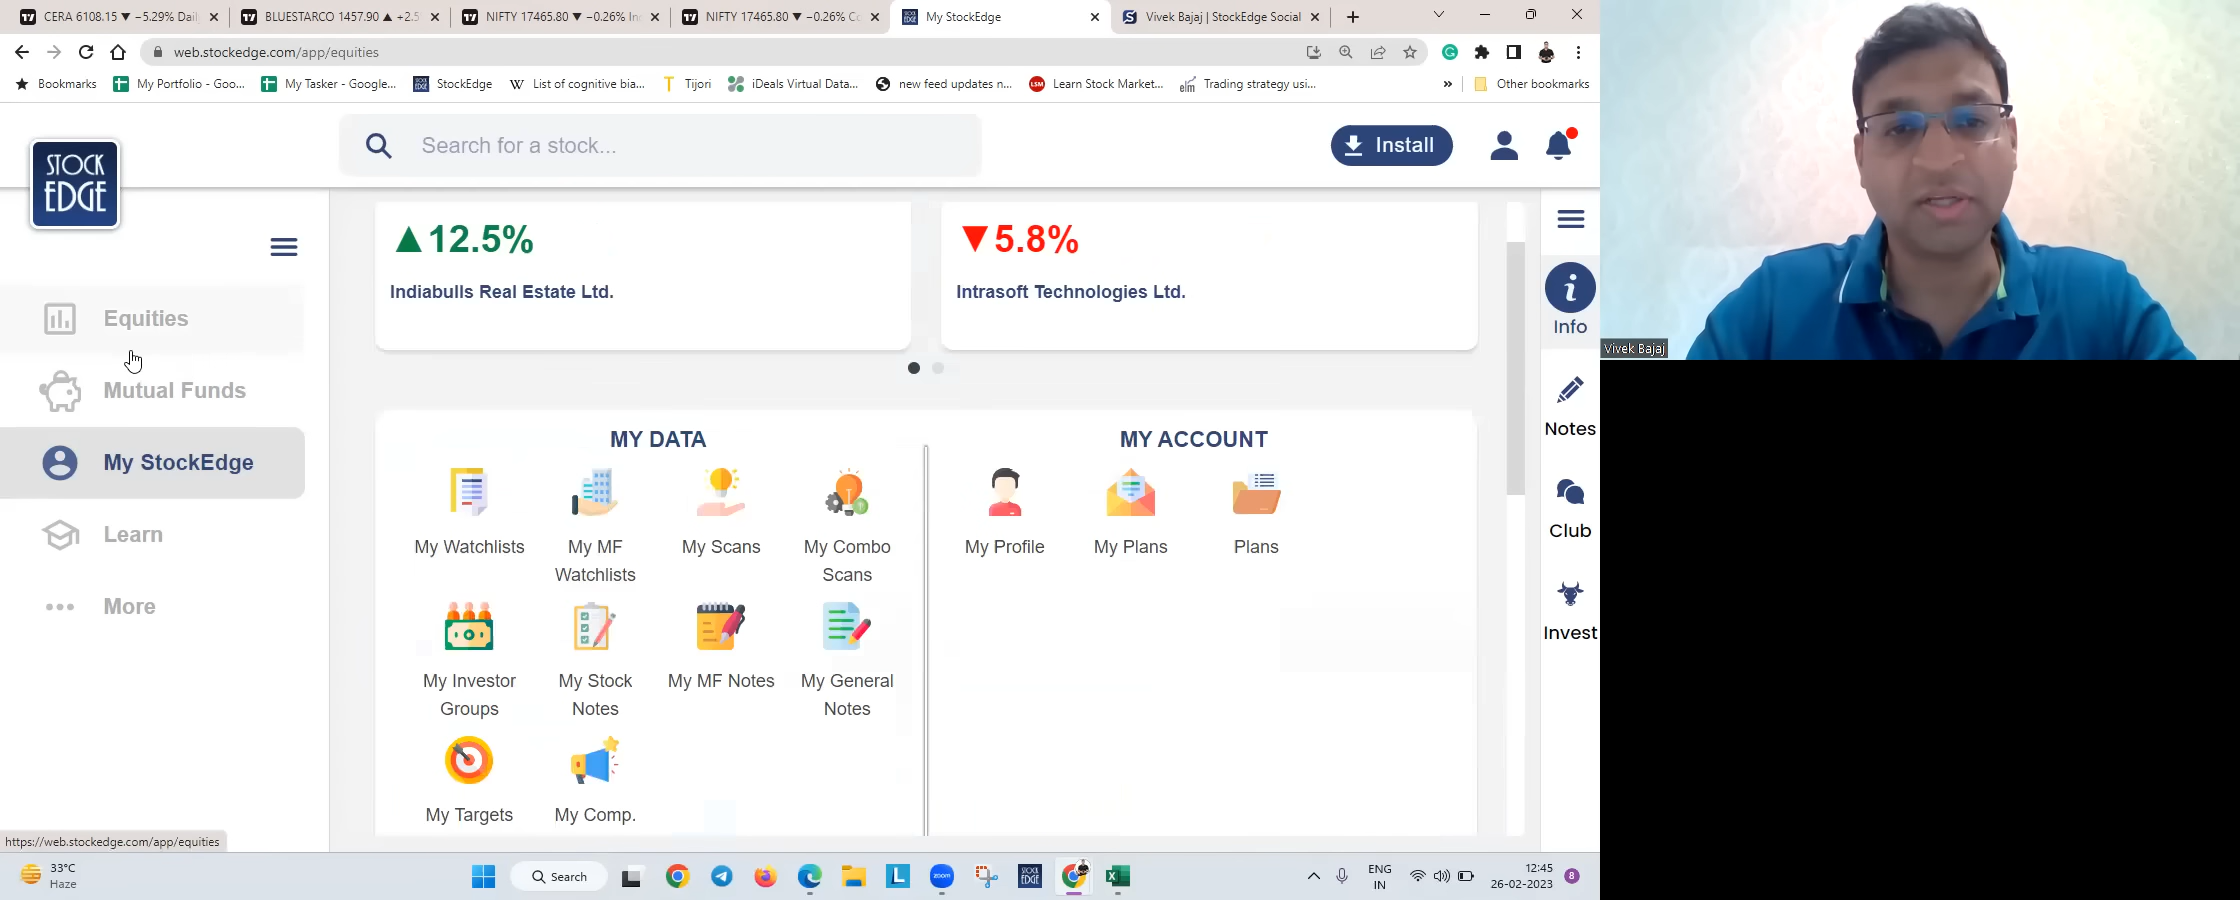 CERA 6108.15 ▼ −5.29% Dail
BLUESTARCO 1457.90 ▲ +2.5
NIFTY 17465.80 ▼ −0.26% In
NIFTY 17465.80 ▼ −0.26% Co
My StockEdge
Vivek Bajaj | StockEdge Social
web.stockedge.com/app/equities
Bookmarks
My Portfolio - Goo...
My Tasker - Google...
StockEdge
List of cognitive bia...
Tijori
iDeals Virtual Data...
new feed updates n...
Learn Stock Market...
Trading strategy usi...
»
Other bookmarks
STOCK
EDGE
Search for a stock...
Install
Equities
Mutual Funds
My StockEdge
Learn
More
▲12.5%
Indiabulls Real Estate Ltd.
▼5.8%
Intrasoft Technologies Ltd.
MY DATA
My Watchlists
My MF
Watchlists
My Scans
My Combo
Scans
My Investor
Groups
My Stock
Notes
My MF Notes
My General
Notes
My Targets
My Comp.
MY ACCOUNT
My Profile
My Plans
Plans
Info
Notes
Club
Invest
Vivek Bajaj
https://web.stockedge.com/app/equities
33°C
Haze
Search
zoom
STOCK
EDGE
ENG
IN
12:45
26-02-2023
8